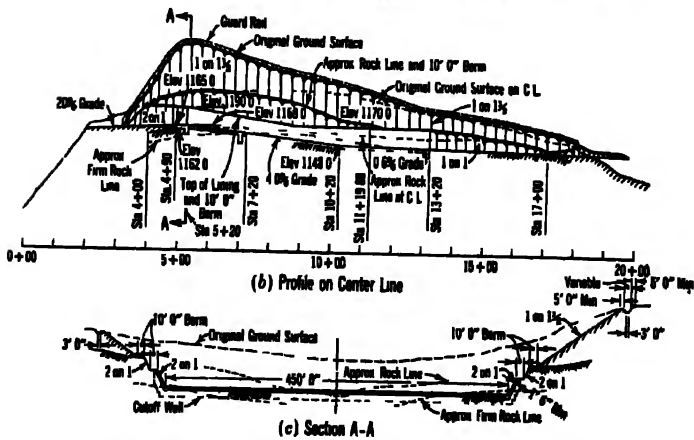 A
Guard Rail
Original Ground Surface
1 on 1½
Approx Rock Line and 10' 0" Berm
Original Ground Surface on C L
Elev 1165 0
Elev 1190 0
Elev 1168 0
Elev 1170 0
1 on 1½
20% Grade
2 on 1
1 on 1
Approx
Firm Rock
Line
Elev
1162 0
Top of Lining
and 10' 0"
Berm
4 0% Grade
Elev 1148 0
0 6% Grade
Approx Rock
Line at C L
Sta 4+00
Sta 4+90
A
Sta 5+20
Sta 7+20
Sta 10+20
Sta 11+19 00
Sta 13+20
Sta 17+00
0+00
5+00
10+00
15+00
20+00
(b) Profile on Center Line
Variable
8' 0" Min
5' 0" Min
1 on 1½
3' 0"
10' 0" Berm
Original Ground Surface
10' 0" Berm
3' 0"
2 on 1
2 on 1
450' 0"
Approx Rock Line
2 on 1
2 on 1
Min
Cutoff Wall
Approx Firm Rock Line
(c) Section A-A